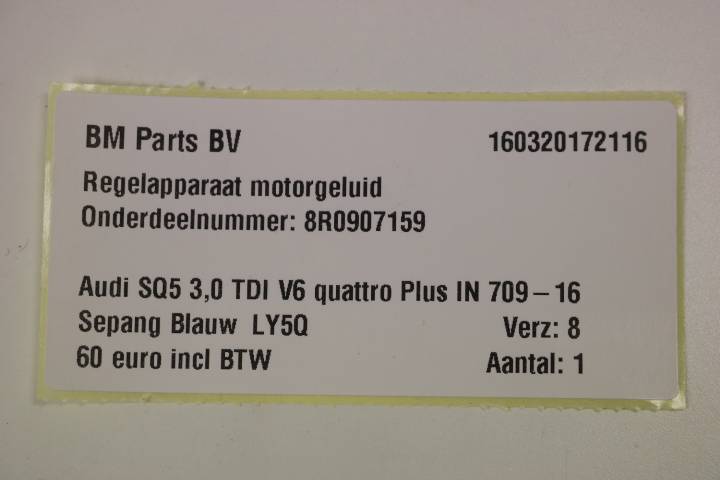 BM Parts BV 160320172116
Regelapparaat motorgeluid
Onderdeelnummer: 8R0907159
Audi SQ5 3,0 TDI V6 quattro Plus IN 709-16
Sepang Blauw LY5Q Verz: 8
60 euro incl BTW Aantal: 1